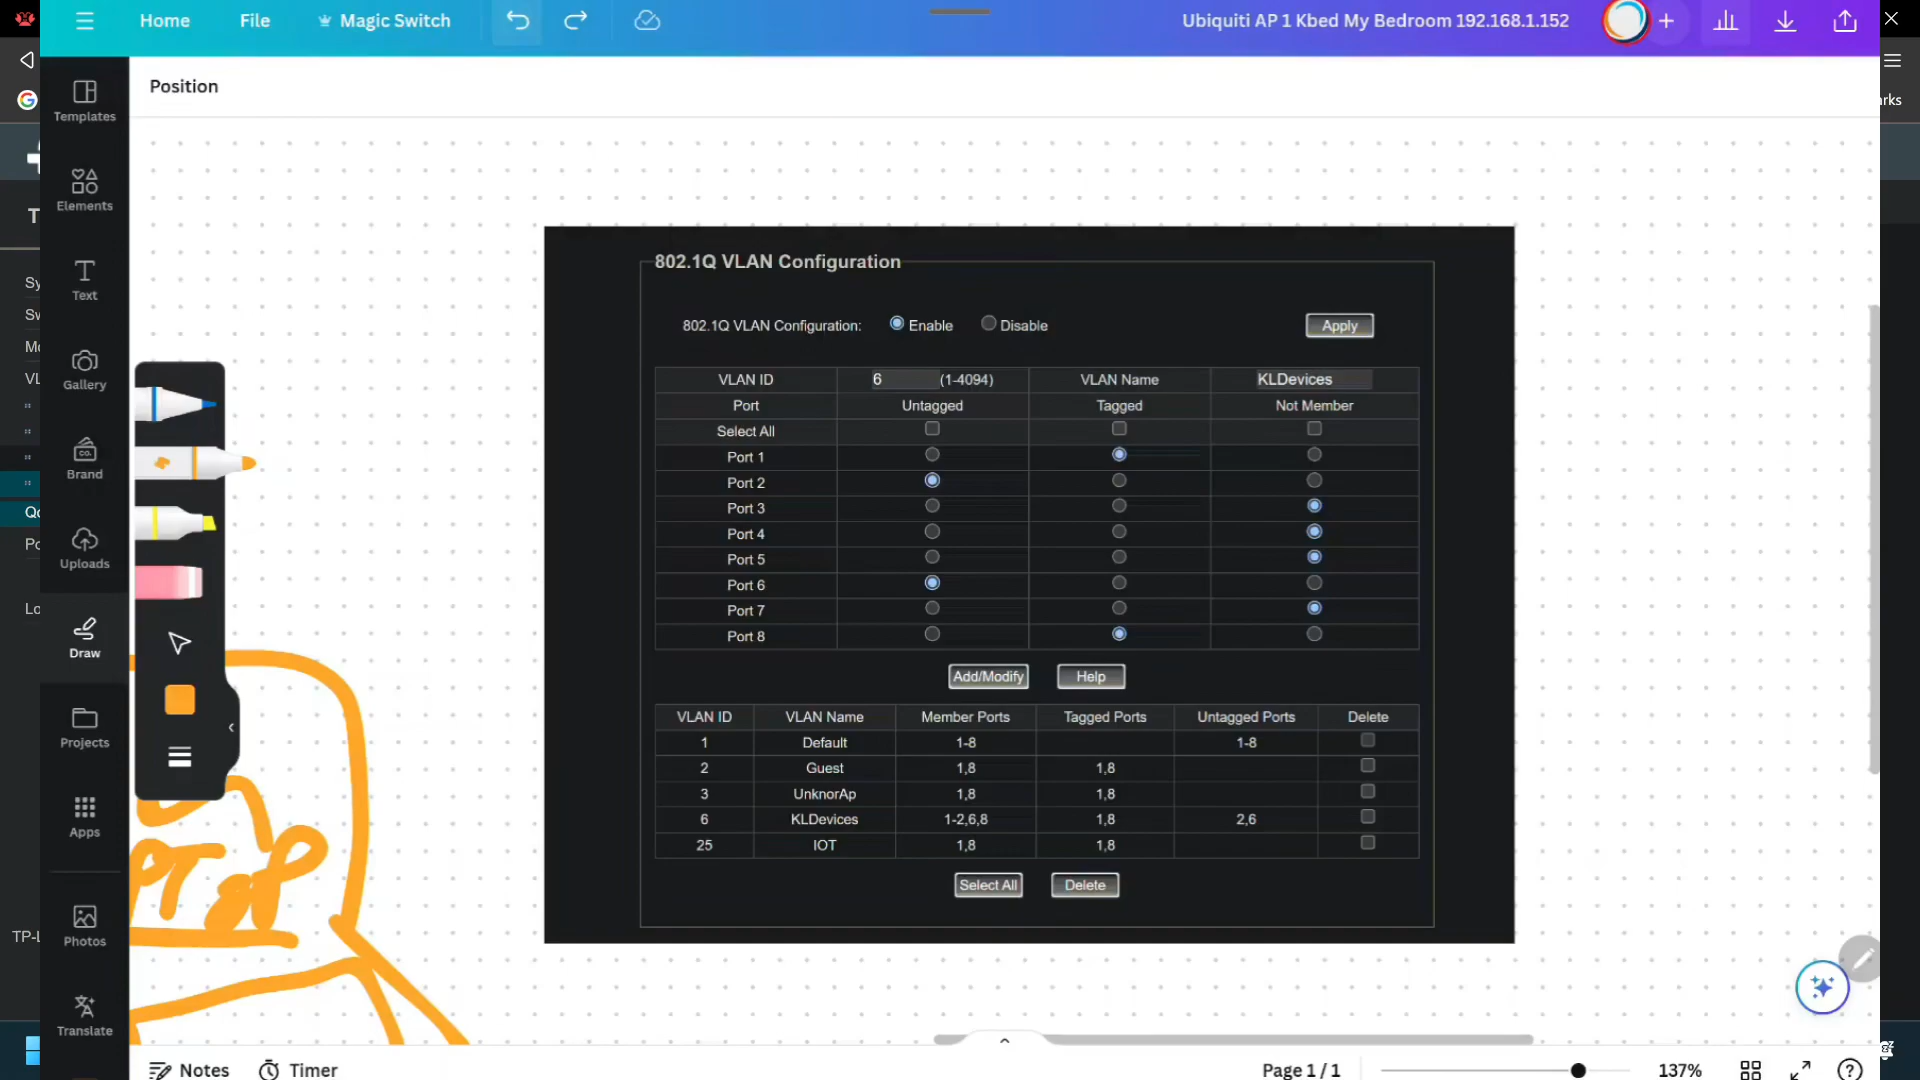 Home File Magic Switch Ubiquiti AP 1 Kbed My Bedroom 192.168.1.152
Position
Templates
Elements
Text
Gallery
Brand
Uploads
Draw
Projects
Apps
Photos
Translate
802.1Q VLAN Configuration
802.1Q VLAN Configuration: Enable Disable Apply
VLAN ID 6 (1-4094) VLAN Name KLDevices
Port Untagged Tagged Not Member
Select All
Port 1
Port 2
Port 3
Port 4
Port 5
Port 6
Port 7
Port 8
Add/Modify Help
VLAN ID VLAN Name Member Ports Tagged Ports Untagged Ports Delete
1 Default 1-8 1-8
2 Guest 1,8 1,8
3 UnknorAp 1,8 1,8
6 KLDevices 1-2,6,8 1,8 2,6
25 IOT 1,8 1,8
Select All Delete
Notes Timer Page 1 / 1 137%